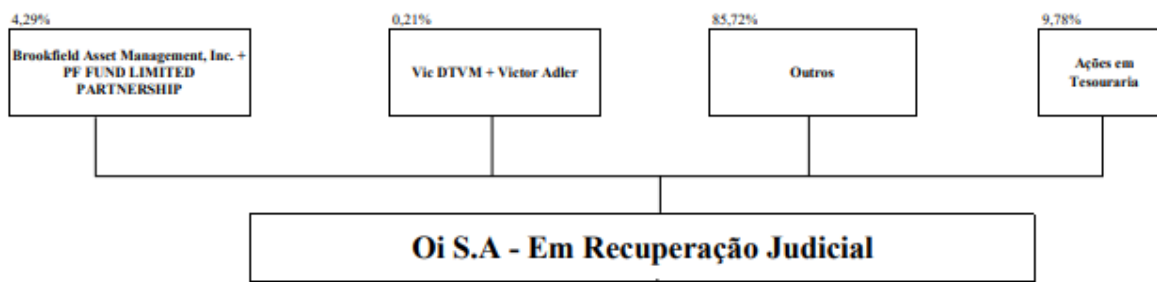 4,29%
Brookfield Asset Management, Inc. +
PF FUND LIMITED
PARTNERSHIP
0,21%
Vic DTVM + Victor Adler
85,72%
Outros
9,78%
Ações em
Tesouraria
Oi S.A - Em Recuperação Judicial